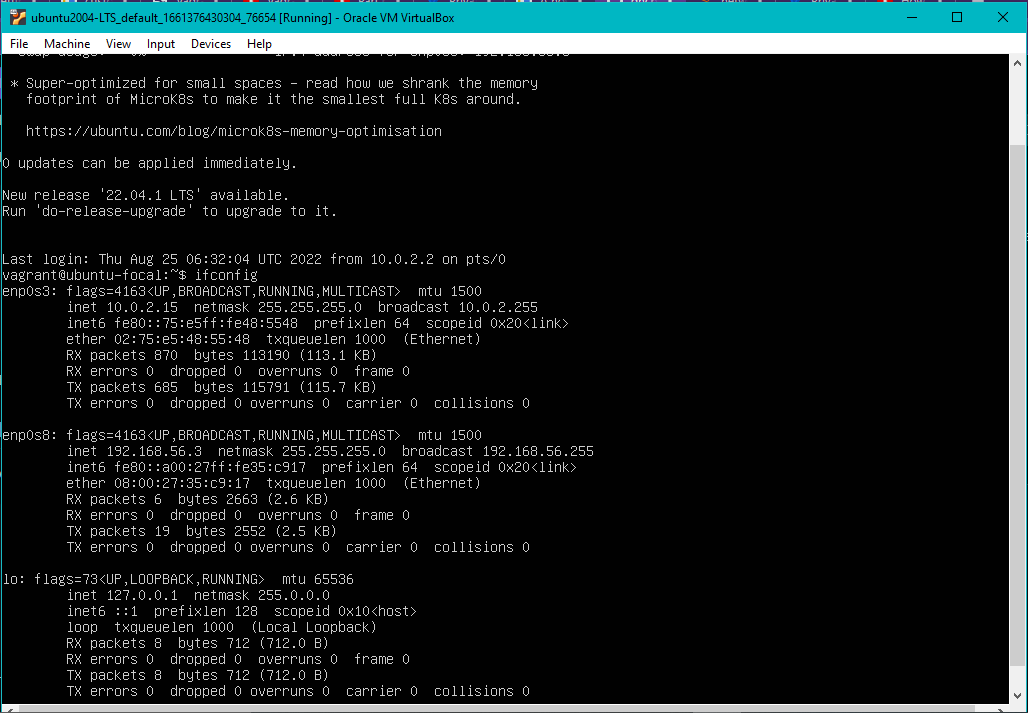 ubuntu2004-LTS_default_1661376430304_76654 [Running] - Oracle VM VirtualBox
File Machine View Input Devices Help
* Super-optimized for small spaces - read how we shrank the memory
footprint of MicroK8s to make it the smallest full K8s around.
https://ubuntu.com/blog/microk8s-memory-optimisation
0 updates can be applied immediately.
New release '22.04.1 LTS' available.
Run 'do-release-upgrade' to upgrade to it.
Last login: Thu Aug 25 06:32:04 UTC 2022 from 10.0.2.2 on pts/0
vagrant@ubuntu-focal:~$ ifconfig
enp0s3: flags=4163<UP,BROADCAST,RUNNING,MULTICAST>  mtu 1500
inet 10.0.2.15  netmask 255.255.255.0  broadcast 10.0.2.255
inet6 fe80::75:e5ff:fe48:5548  prefixlen 64  scopeid 0x20<link>
ether 02:75:e5:48:55:48  txqueuelen 1000  (Ethernet)
RX packets 870  bytes 113190 (113.1 KB)
RX errors 0  dropped 0  overruns 0  frame 0
TX packets 685  bytes 115791 (115.7 KB)
TX errors 0  dropped 0 overruns 0  carrier 0  collisions 0
enp0s8: flags=4163<UP,BROADCAST,RUNNING,MULTICAST>  mtu 1500
inet 192.168.56.3  netmask 255.255.255.0  broadcast 192.168.56.255
inet6 fe80::a00:27ff:fe35:c917  prefixlen 64  scopeid 0x20<link>
ether 08:00:27:35:c9:17  txqueuelen 1000  (Ethernet)
RX packets 6  bytes 2663 (2.6 KB)
RX errors 0  dropped 0  overruns 0  frame 0
TX packets 19  bytes 2552 (2.5 KB)
TX errors 0  dropped 0 overruns 0  carrier 0  collisions 0
lo: flags=73<UP,LOOPBACK,RUNNING>  mtu 65536
inet 127.0.0.1  netmask 255.0.0.0
inet6 ::1  prefixlen 128  scopeid 0x10<host>
loop  txqueuelen 1000  (Local Loopback)
RX packets 8  bytes 712 (712.0 B)
RX errors 0  dropped 0  overruns 0  frame 0
TX packets 8  bytes 712 (712.0 B)
TX errors 0  dropped 0 overruns 0  carrier 0  collisions 0